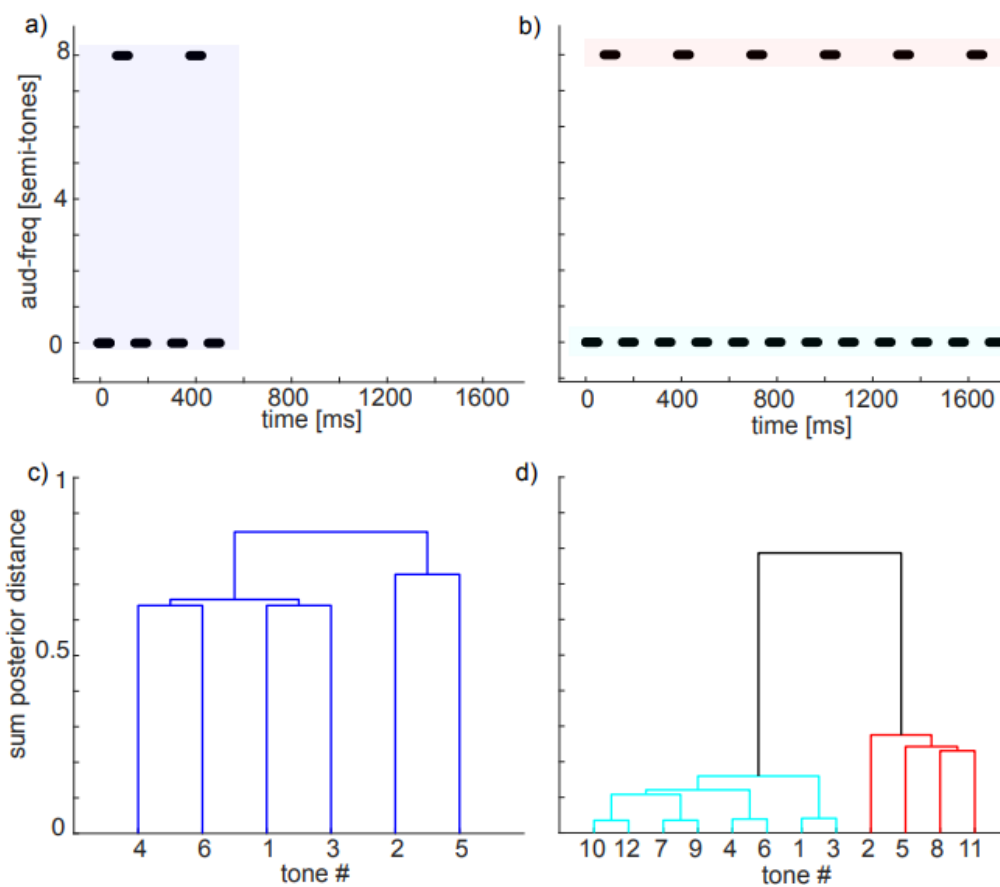 a)
8
4
0
aud-freq [semi-tones]
0 400 800 1200 1600
time [ms]
b)
0 400 800 1200 1600
time [ms]
c)
1
0.5
0
sum posterior distance
4 6 1 3 2 5
tone #
d)
10 12 7 9 4 6 1 3 2 5 8 11
tone #